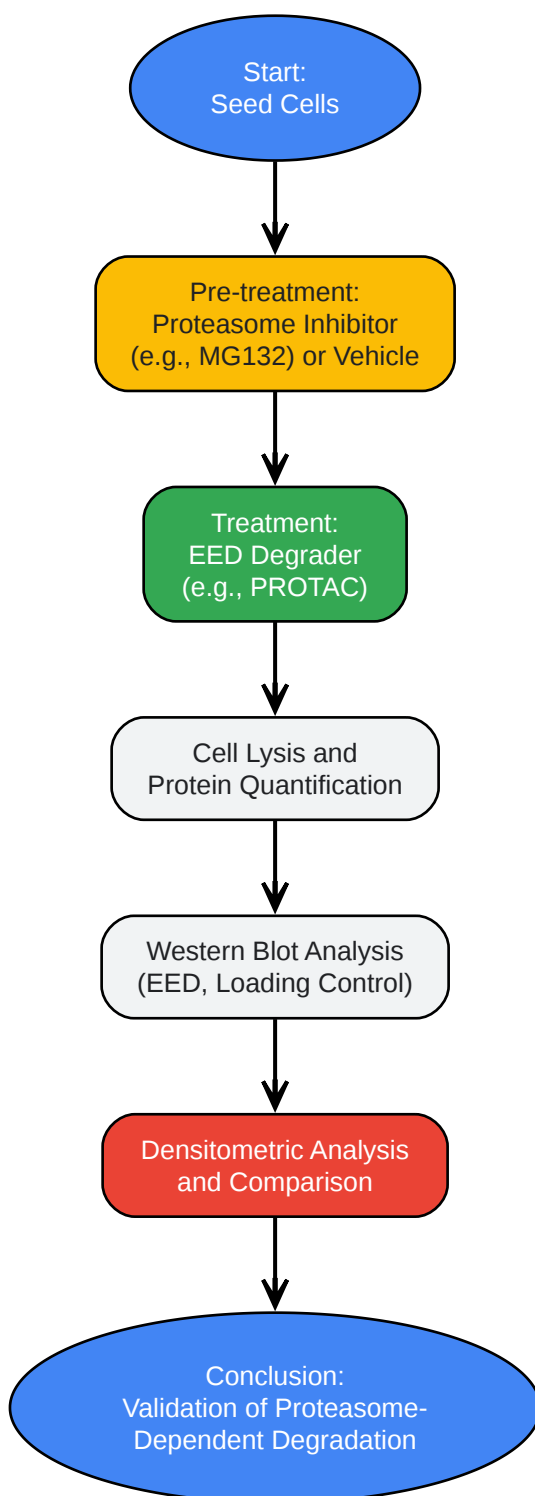 Start:
Seed Cells
Pre-treatment:
Proteasome Inhibitor
(e.g., MG132) or Vehicle
Treatment:
EED Degrader
(e.g., PROTAC)
Cell Lysis and
Protein Quantification
Western Blot Analysis
(EED, Loading Control)
Densitometric Analysis
and Comparison
Conclusion:
Validation of Proteasome-
Dependent Degradation